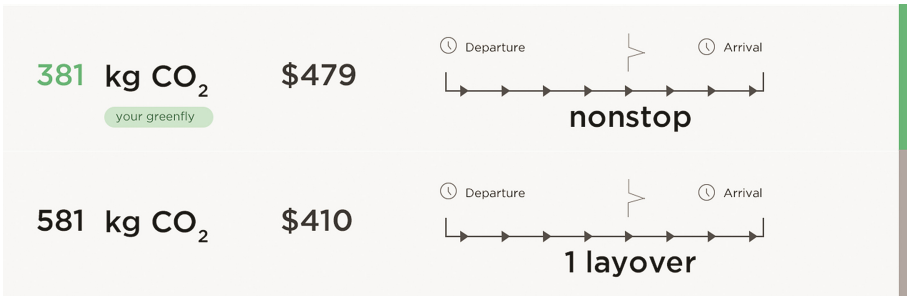 Departure
Arrival
381 kg CO₂ $479
your greenfly
nonstop
Departure
Arrival
581 kg CO₂ $410
1 layover